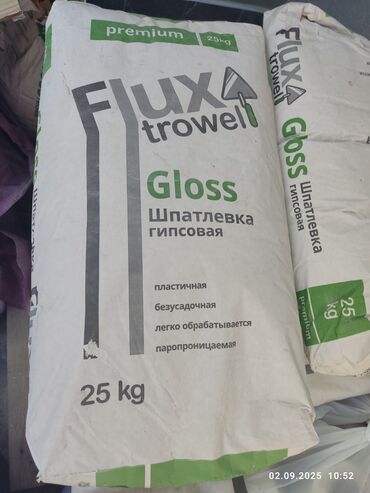 premium 25kg
Flux
trowel
Gloss
Шпатлевка
гипсовая
пластичная
безусадочная
легко обрабатывается
паропроницаемая
25 kg
Flux
trowel
Gloss
Шпатлевка
гипсовая
premium
25
kg
02.09.2025 10:52